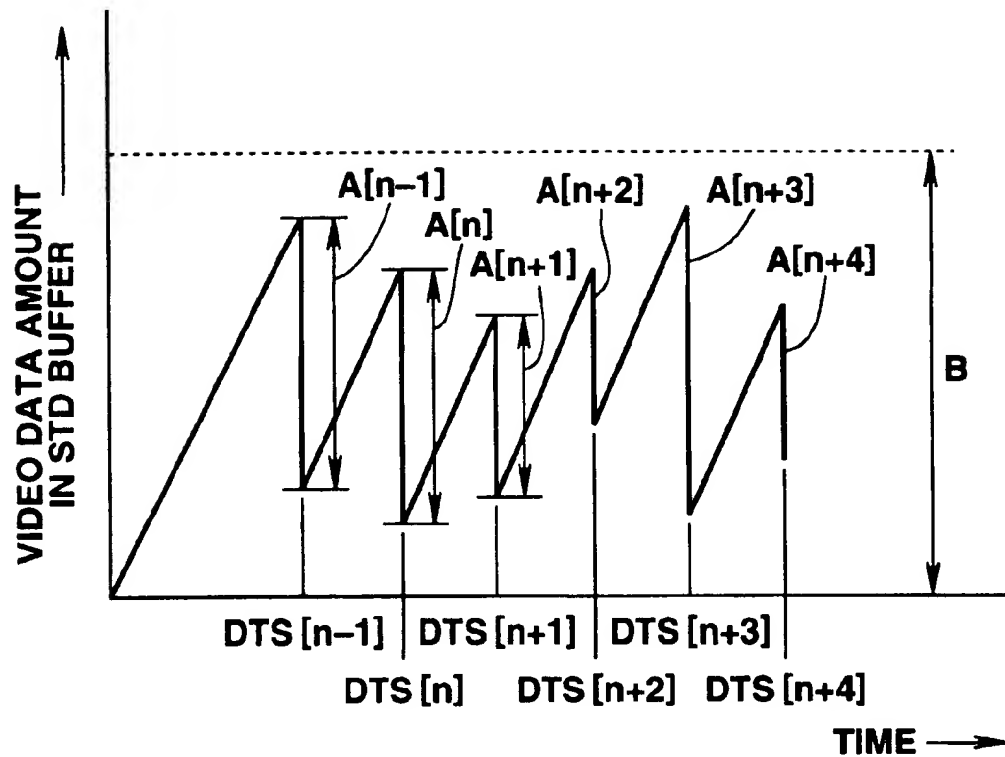 VIDEO DATA AMOUNT
IN STD BUFFER
A[n–1]
A[n]
A[n+1]
A[n+2]
A[n+3]
A[n+4]
B
DTS[n–1]
DTS[n+1]
DTS[n+3]
DTS[n]
DTS[n+2]
DTS[n+4]
TIME